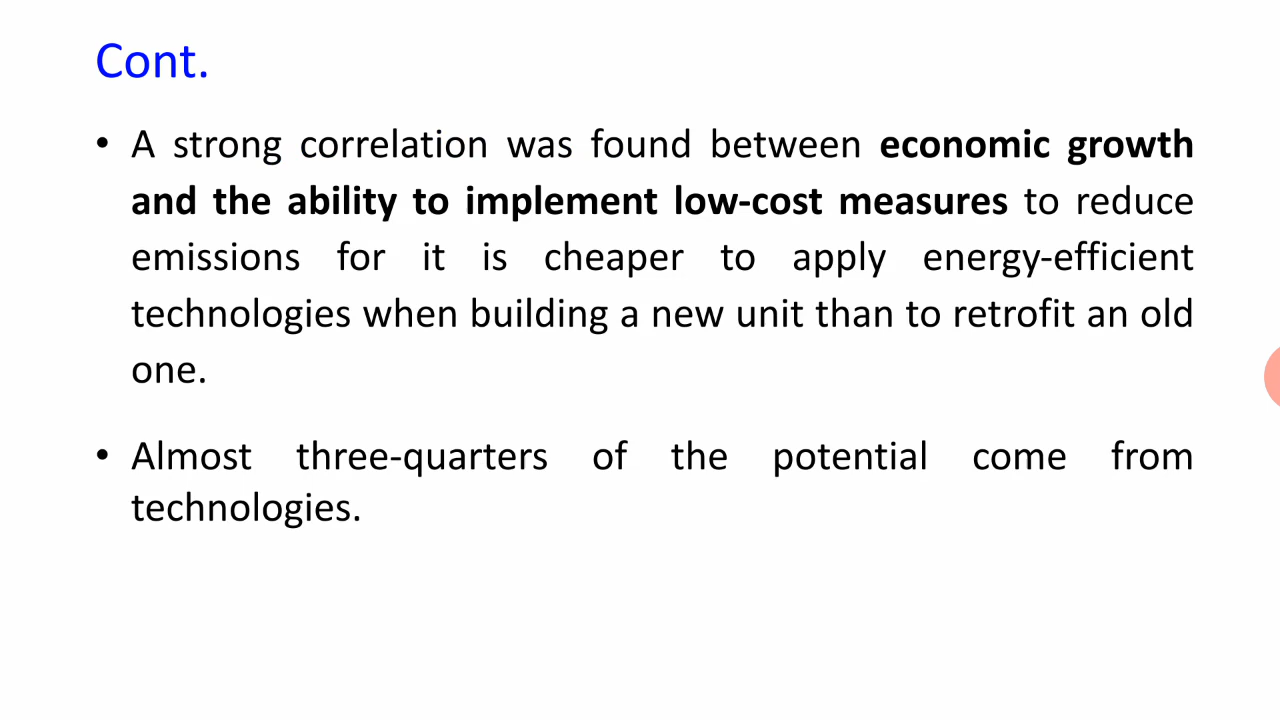 Cont.
• A strong correlation was found between economic growth
and the ability to implement low-cost measures to reduce
emissions for it is cheaper to apply energy-efficient
technologies when building a new unit than to retrofit an old
one.
• Almost three-quarters of the potential come from
technologies.